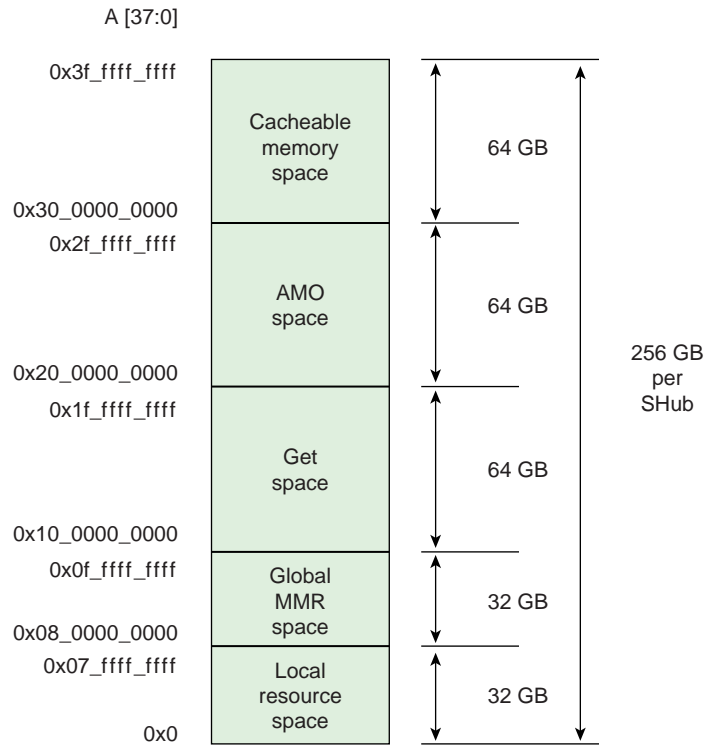 A [37:0]
0x3f_ffff_ffff
Cacheable
memory
space
64 GB
0x30_0000_0000
0x2f_ffff_ffff
AMO
space
64 GB
256 GB
per
SHub
0x20_0000_0000
0x1f_ffff_ffff
Get
space
64 GB
0x10_0000_0000
0x0f_ffff_ffff
Global
MMR
space
32 GB
0x08_0000_0000
0x07_ffff_ffff
Local
resource
space
32 GB
0x0